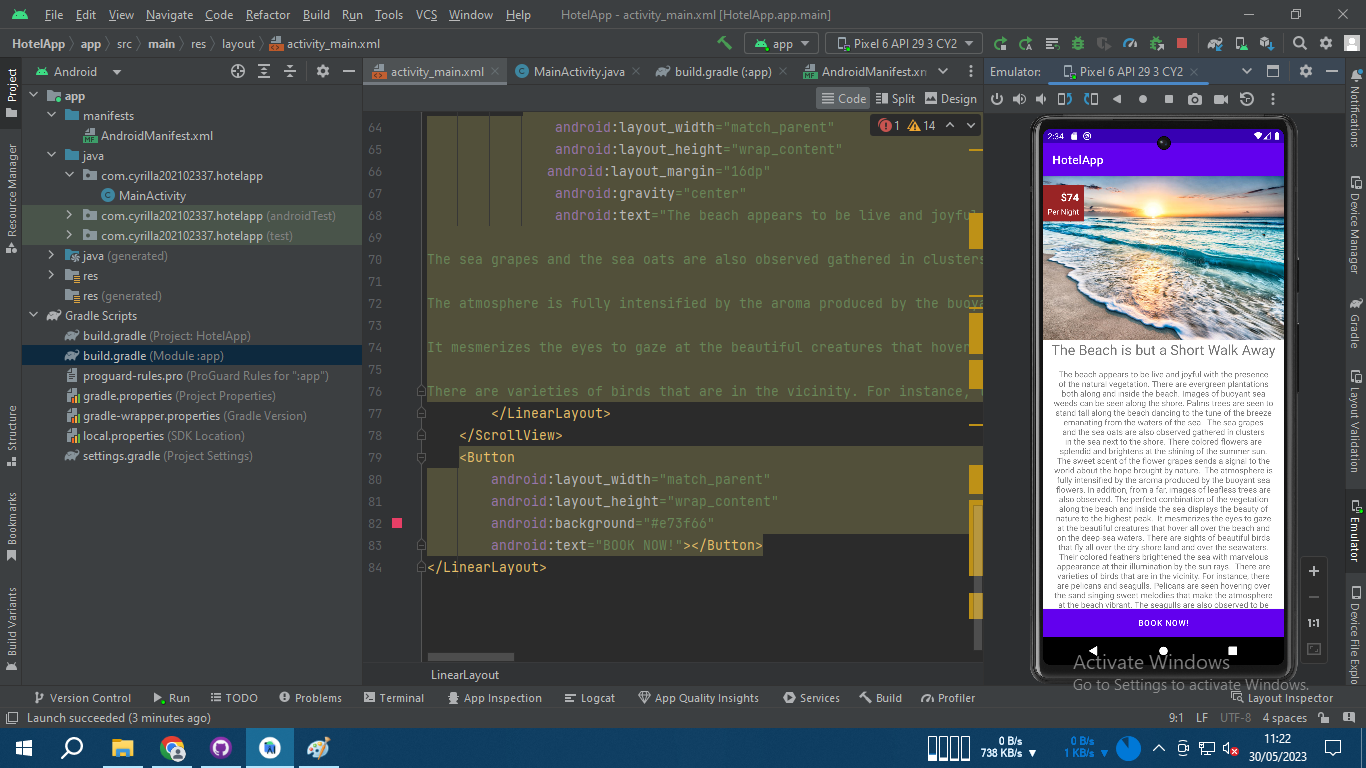 File Edit View Navigate Code Refactor Build Run Tools VCS Window Help HotelApp - activity_main.xml [HotelApp.app.main]
HotelApp app src main res layout activity_main.xml app Pixel 6 API 29 3 CY2
Android activity_main.xml MainActivity.java build.gradle (:app) AndroidManifest.xn Emulator: Pixel 6 API 29 3 CY2
Code Split Design
Project
Resource Manager
Structure
Bookmarks
Build Variants
app
manifests
AndroidManifest.xml
java
com.cyrilla202102337.hotelapp
MainActivity
com.cyrilla202102337.hotelapp (androidTest)
com.cyrilla202102337.hotelapp (test)
java (generated)
res
res (generated)
Gradle Scripts
build.gradle (Project: HotelApp)
build.gradle (Module :app)
proguard-rules.pro (ProGuard Rules for ":app")
gradle.properties (Project Properties)
gradle-wrapper.properties (Gradle Version)
local.properties (SDK Location)
settings.gradle (Project Settings)
1 14
64 android:layout_width="match_parent"
65 android:layout_height="wrap_content"
66 android:layout_margin="16dp"
67 android:gravity="center"
68 android:text="The beach appears to be live and joyful
69
70 The sea grapes and the sea oats are also observed gathered in clusters
71
72 The atmosphere is fully intensified by the aroma produced by the buoya
73
74 It mesmerizes the eyes to gaze at the beautiful creatures that hover
75
76 There are varieties of birds that are in the vicinity. For instance,
77 </LinearLayout>
78 </ScrollView>
79 <Button
80 android:layout_width="match_parent"
81 android:layout_height="wrap_content"
82 android:background="#e73f66"
83 android:text="BOOK NOW!"></Button>
84 </LinearLayout>
LinearLayout
2:34
HotelApp
$74
Per Night
The Beach is but a Short Walk Away
The beach appears to be live and joyful with the presence
of the natural vegetation. There are evergreen plantations
both along and inside the beach. Images of buoyant sea
weeds can be seen along the shore. Palms trees are seen to
stand tall along the beach dancing to the tune of the breeze
emanating from the waters of the sea. The sea grapes
and the sea oats are also observed gathered in clusters
in the sea next to the shore. There colored flowers are
splendid and brightens at the shining of the summer sun.
The sweet scent of the flower grapes sends a signal to the
world about the hope brought by nature. The atmosphere is
fully intensified by the aroma produced by the buoyant sea
flowers. In addition, from a far, images of leafless trees are
also observed. The perfect combination of the vegetation
along the beach and inside the sea displays the beauty of
nature to the highest peak. It mesmerizes the eyes to gaze
at the beautiful creatures that hover all over the beach and
on the deep sea waters. There are sights of beautiful birds
that fly all over the dry shore land and over the seawaters.
Their colored feathers brightened the sea with marvelous
appearance at their illumination by the sun rays. There are
varieties of birds that are in the vicinity. For instance, there
are pelicans and seagulls. Pelicans are seen hovering over
the sand singing sweet melodies that make the atmosphere
at the beach vibrant. The seagulls are also observed to be
BOOK NOW!
1:1
Notifications
Device Manager
Gradle
Layout Validation
Emulator
Device File Explo
Activate Windows
Go to Settings to activate Windows.
Version Control Run TODO Problems Terminal App Inspection Logcat App Quality Insights Services Build Profiler Layout Inspector
Launch succeeded (3 minutes ago) 9:1 LF UTF-8 4 spaces
0 B/s
738 KB/s
0 B/s
1 KB/s
11:22
30/05/2023